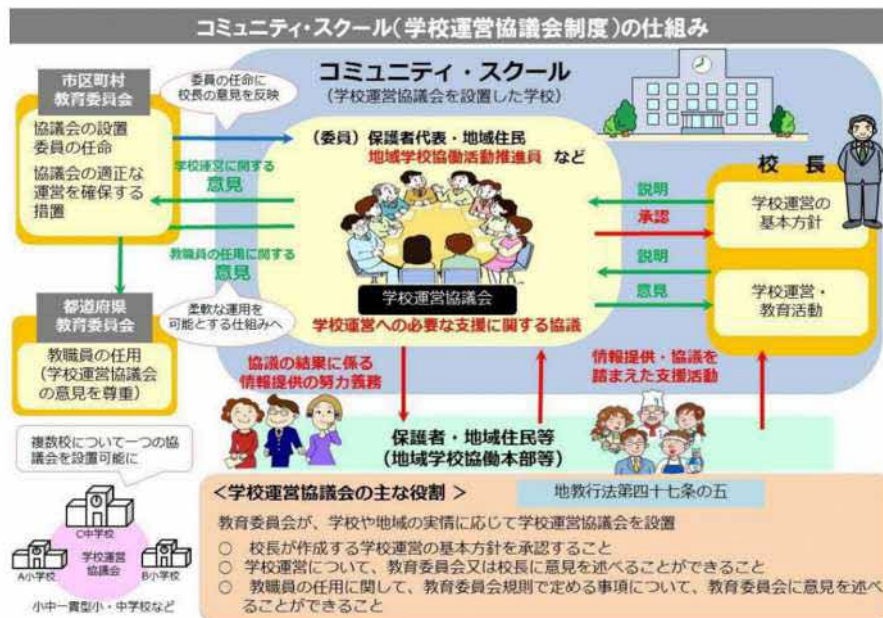 コミュニティ・スクール(学校運営協議会制度)の仕組み
市区町村
教育委員会
協議会の設置
委員の任命
協議会の適正な
運営を確保する
措置
委員の任命に
校長の意見を反映
コミュニティ・スクール
(学校運営協議会を設置した学校)
(委員)保護者代表・地域住民
地域学校協働活動推進員 など
学校運営に関する
意見
教職員の任用に関する
意見
学校運営協議会
学校運営への必要な支援に関する協議
説明
承認
説明
意見
校 長
学校運営の
基本方針
学校運営・
教育活動
都道府県
教育委員会
教職員の任用
(学校運営協議会
の意見を尊重)
柔軟な運用を
可能とする仕組みへ
協議の結果に係る
情報提供の努力義務
情報提供・協議を
踏まえた支援活動
保護者・地域住民等
(地域学校協働本部等)
複数校について一つの協
議会を設置可能に
C中学校
学校運営
協議会
A小学校
B小学校
小中一貫型小・中学校など
<学校運営協議会の主な役割 >
地教行法第四十七条の五
教育委員会が、学校や地域の実情に応じて学校運営協議会を設置
○ 校長が作成する学校運営の基本方針を承認すること
○ 学校運営について、教育委員会又は校長に意見を述べることができること
○ 教職員の任用に関して、教育委員会規則で定める事項について、教育委員会に意見を述べ
ることができること